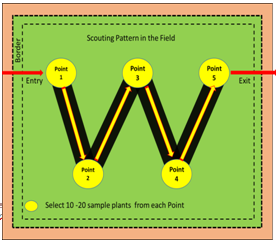 Scouting Pattern in the Field
Border
Point
1
Point
3
Point
5
Entry
Exit
Point
2
Point
4
Select 10 -20 sample plants from each Point